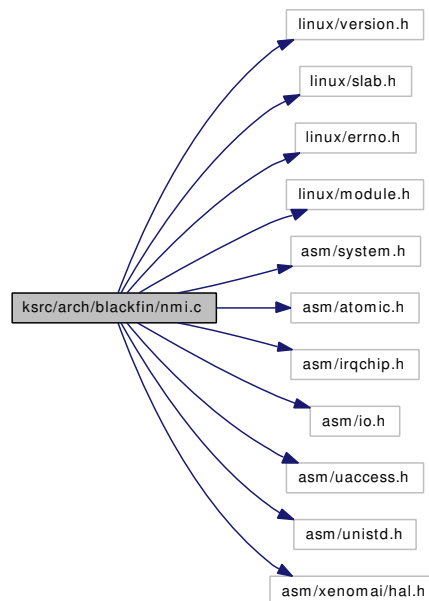 linux/version.h
linux/slab.h
linux/errno.h
linux/module.h
asm/system.h
ksrc/arch/blackfin/nmi.c
asm/atomic.h
asm/irqchip.h
asm/io.h
asm/uaccess.h
asm/unistd.h
asm/xenomai/hal.h